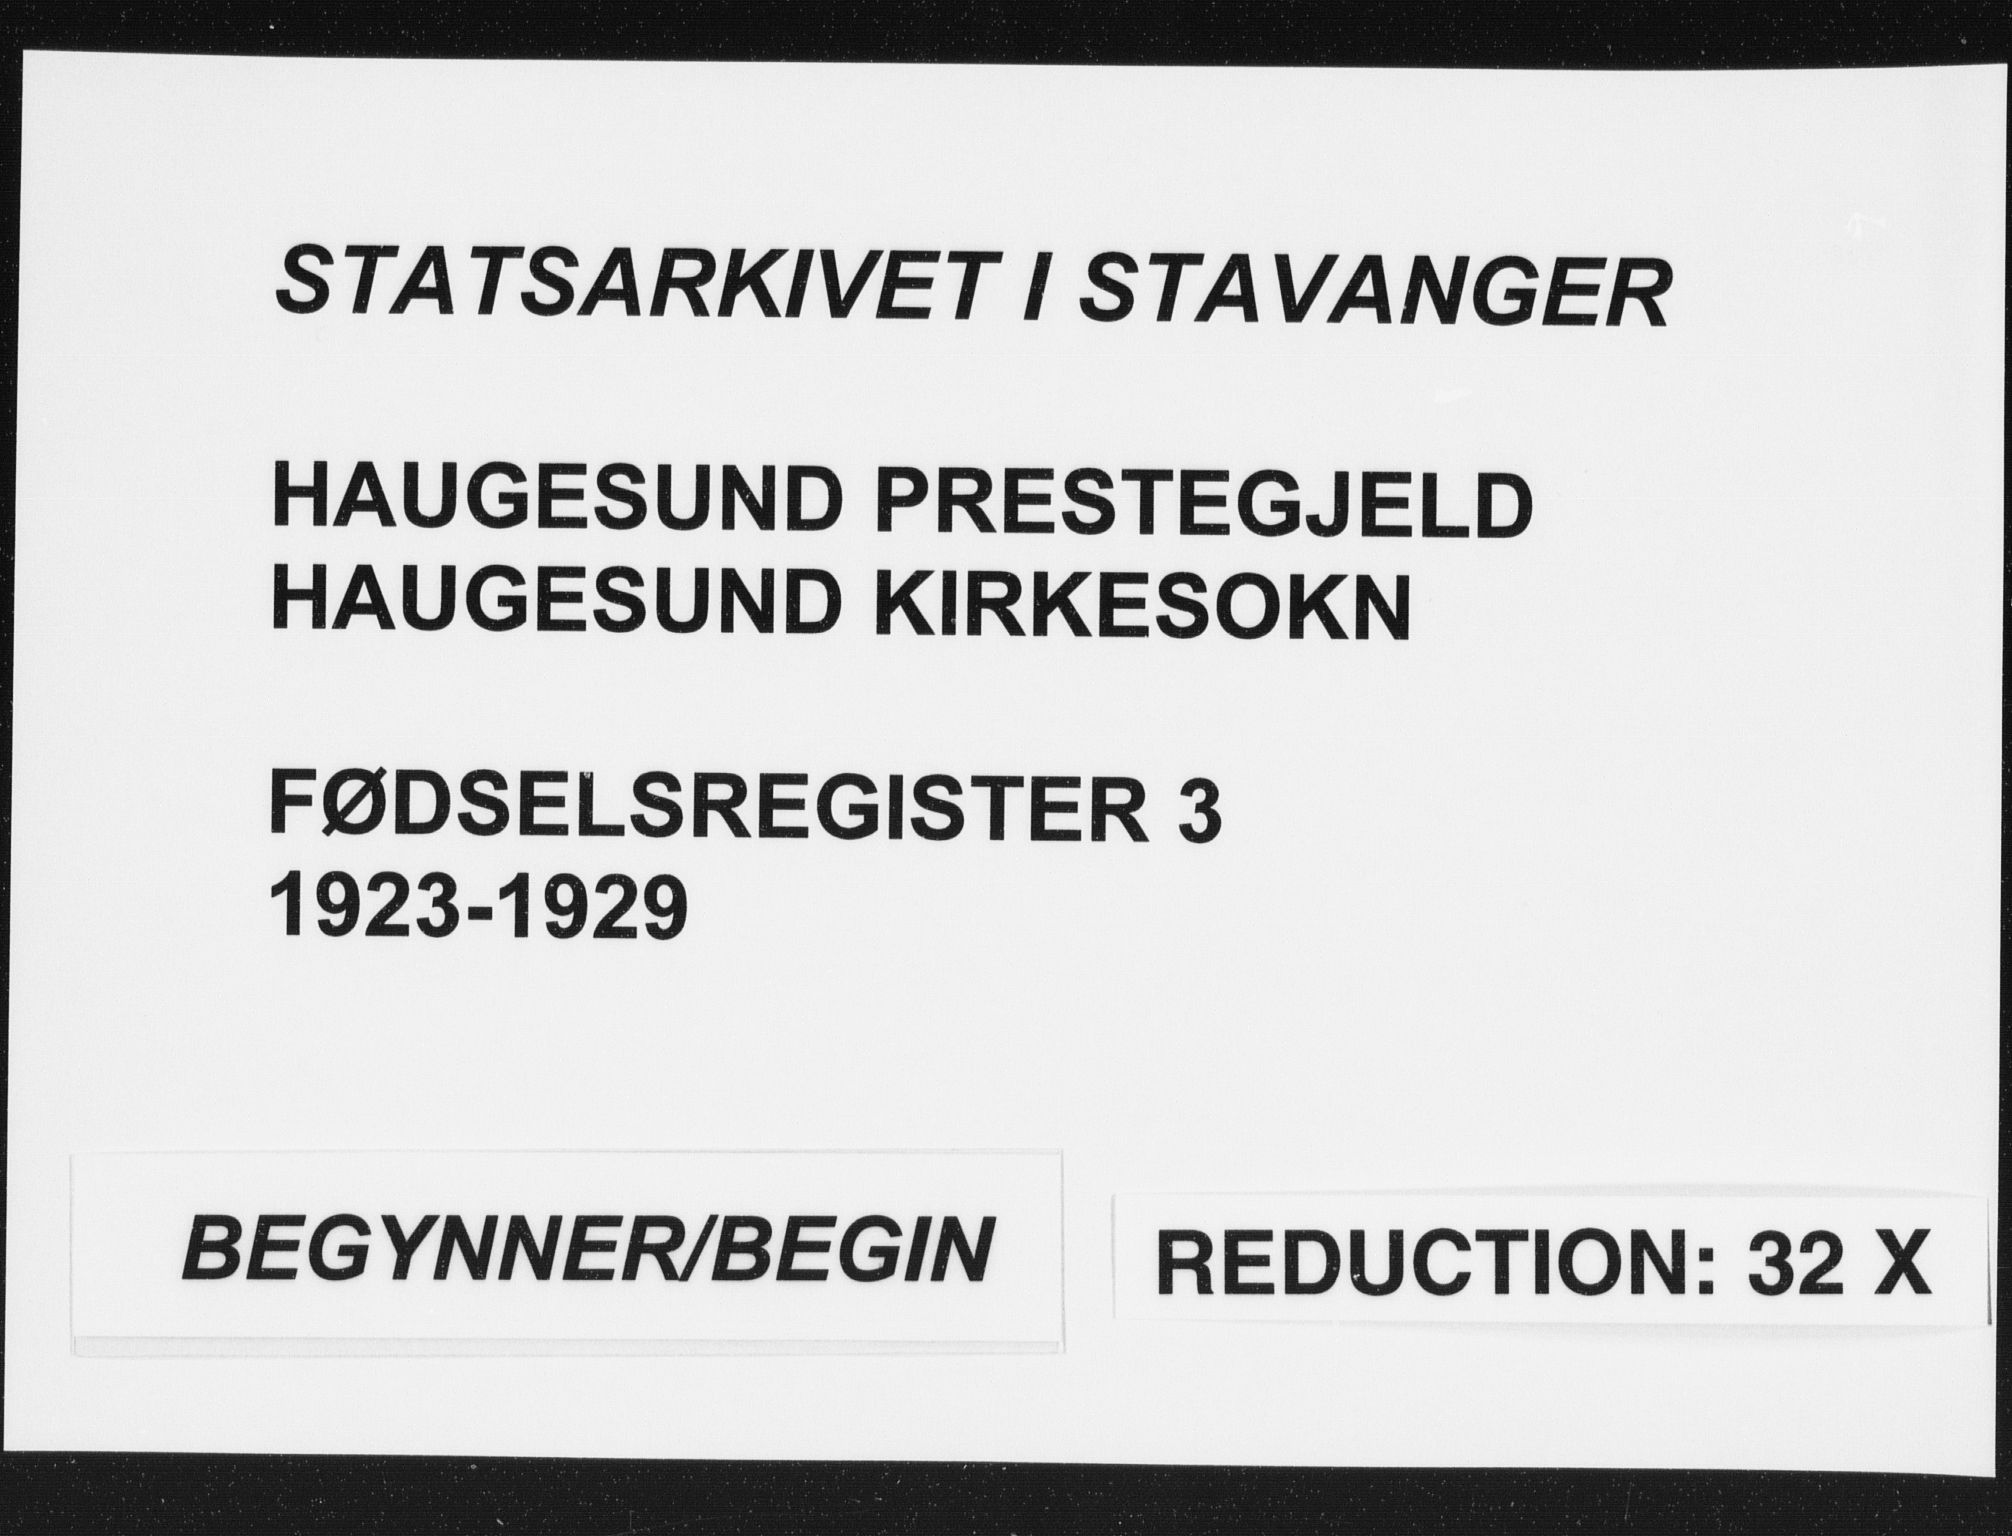 STATSARKIVET I STAVANGER
HAUGESUND PRESTEGJELD
HAUGESUND KIRKESOKN
FØDSELSREGISTER 3
1923-1929
BEGYNNER/BEGIN
REDUCTION: 32 X